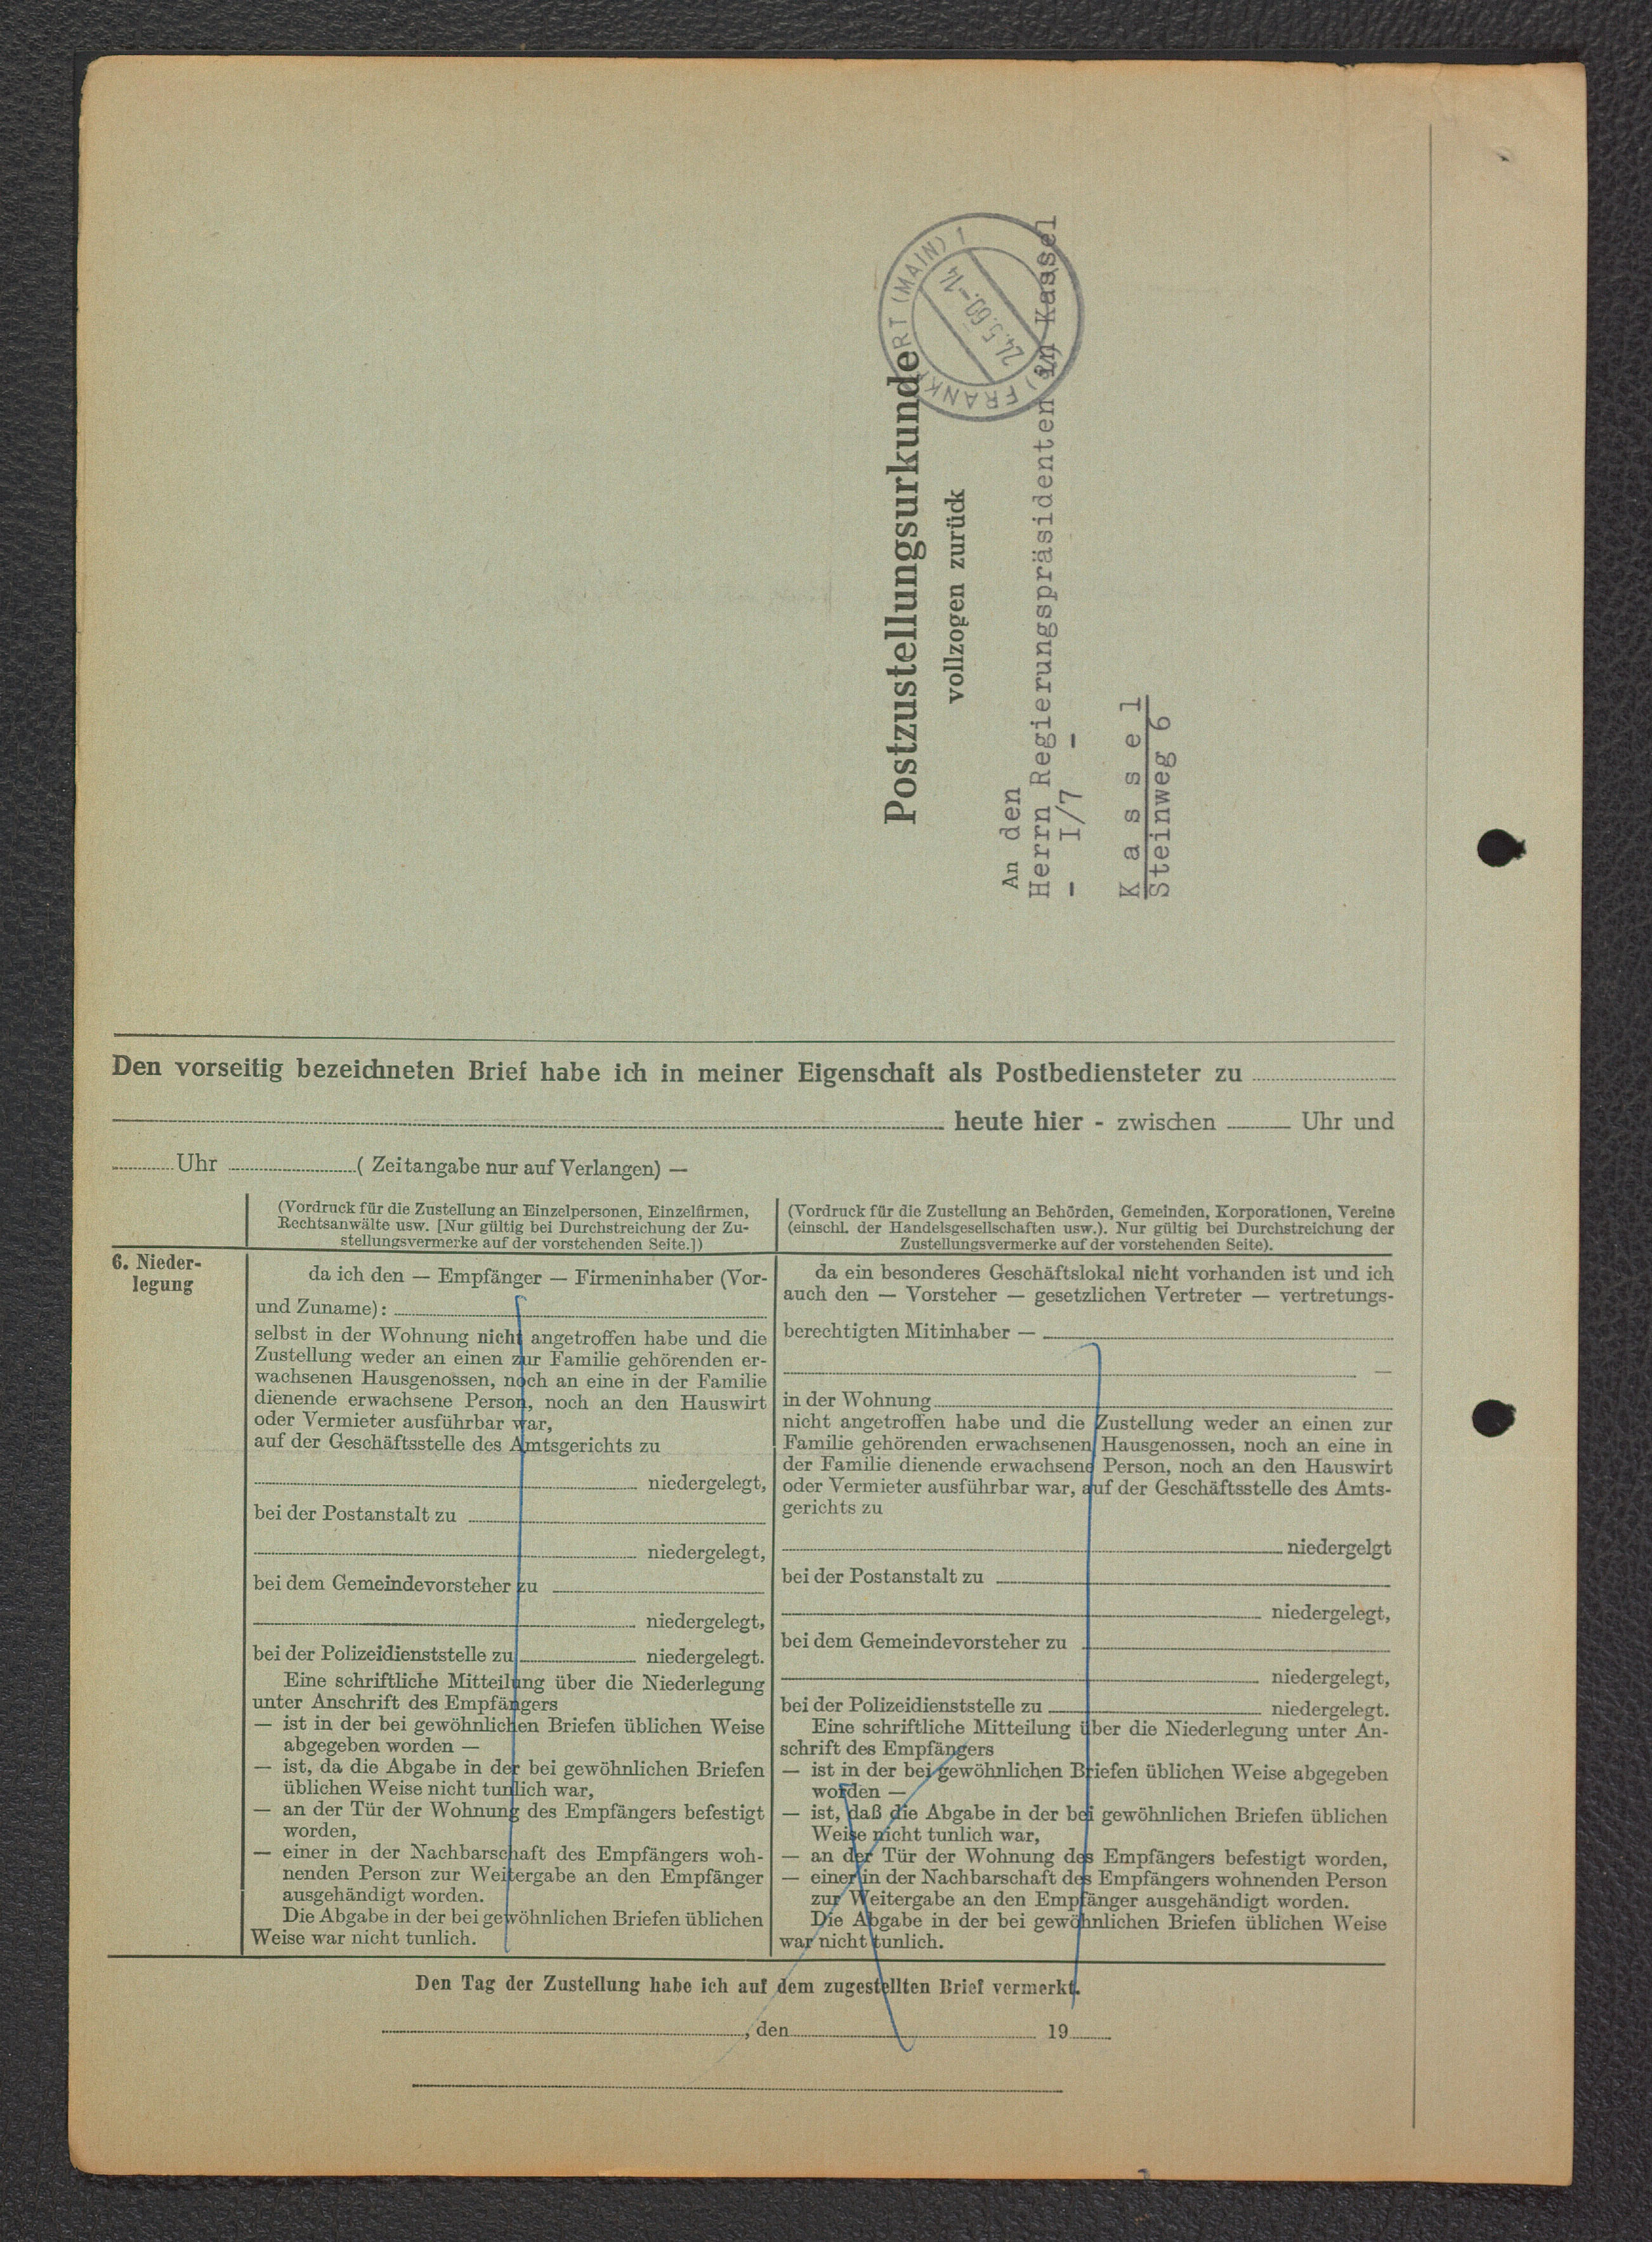 Postzustellungsurkunde
vollzogen zurück
FRANKFURT (MAIN) 1
24.5.60.-14
An den
Herrn Regierungspräsidenten in Kassel
- I/7 -
K a s s e l
Steinweg 6
Den vorseitig bezeichneten Brief habe ich in meiner Eigenschaft als Postbediensteter zu
heute hier - zwischen Uhr und
Uhr ( Zeitangabe nur auf Verlangen) —
(Vordruck für die Zustellung an Einzelpersonen, Einzelfirmen,
Rechtsanwälte usw. [Nur gültig bei Durchstreichung der Zu-
stellungsvermerke auf der vorstehenden Seite.])
6. Nieder-
legung
da ich den — Empfänger — Firmeninhaber (Vor-
und Zuname):
selbst in der Wohnung nicht angetroffen habe und die
Zustellung weder an einen zur Familie gehörenden er-
wachsenen Hausgenossen, noch an eine in der Familie
dienende erwachsene Person, noch an den Hauswirt
oder Vermieter ausführbar war,
auf der Geschäftsstelle des Amtsgerichts zu
niedergelegt,
bei der Postanstalt zu
niedergelegt,
bei dem Gemeindevorsteher zu
niedergelegt,
bei der Polizeidienststelle zu niedergelegt.
Eine schriftliche Mitteilung über die Niederlegung
unter Anschrift des Empfängers
— ist in der bei gewöhnlichen Briefen üblichen Weise
abgegeben worden —
— ist, da die Abgabe in der bei gewöhnlichen Briefen
üblichen Weise nicht tunlich war,
— an der Tür der Wohnung des Empfängers befestigt
worden,
— einer in der Nachbarschaft des Empfängers woh-
nenden Person zur Weitergabe an den Empfänger
ausgehändigt worden.
Die Abgabe in der bei gewöhnlichen Briefen üblichen
Weise war nicht tunlich.
(Vordruck für die Zustellung an Behörden, Gemeinden, Korporationen, Vereine
(einschl. der Handelsgesellschaften usw.). Nur gültig bei Durchstreichung der
Zustellungsvermerke auf der vorstehenden Seite).
da ein besonderes Geschäftslokal nicht vorhanden ist und ich
auch den — Vorsteher — gesetzlichen Vertreter — vertretungs-
berechtigten Mitinhaber —
—
in der Wohnung
nicht angetroffen habe und die Zustellung weder an einen zur
Familie gehörenden erwachsenen Hausgenossen, noch an eine in
der Familie dienende erwachsene Person, noch an den Hauswirt
oder Vermieter ausführbar war, auf der Geschäftsstelle des Amts-
gerichts zu
niedergelgt
bei der Postanstalt zu
niedergelegt,
bei dem Gemeindevorsteher zu
niedergelegt,
bei der Polizeidienststelle zu niedergelegt.
Eine schriftliche Mitteilung über die Niederlegung unter An-
schrift des Empfängers
— ist in der bei gewöhnlichen Briefen üblichen Weise abgegeben
worden —
— ist, daß die Abgabe in der bei gewöhnlichen Briefen üblichen
Weise nicht tunlich war,
— an der Tür der Wohnung des Empfängers befestigt worden,
— einer in der Nachbarschaft des Empfängers wohnenden Person
zur Weitergabe an den Empfänger ausgehändigt worden.
Die Abgabe in der bei gewöhnlichen Briefen üblichen Weise
war nicht tunlich.
Den Tag der Zustellung habe ich auf dem zugestellten Brief vermerkt.
, den 19